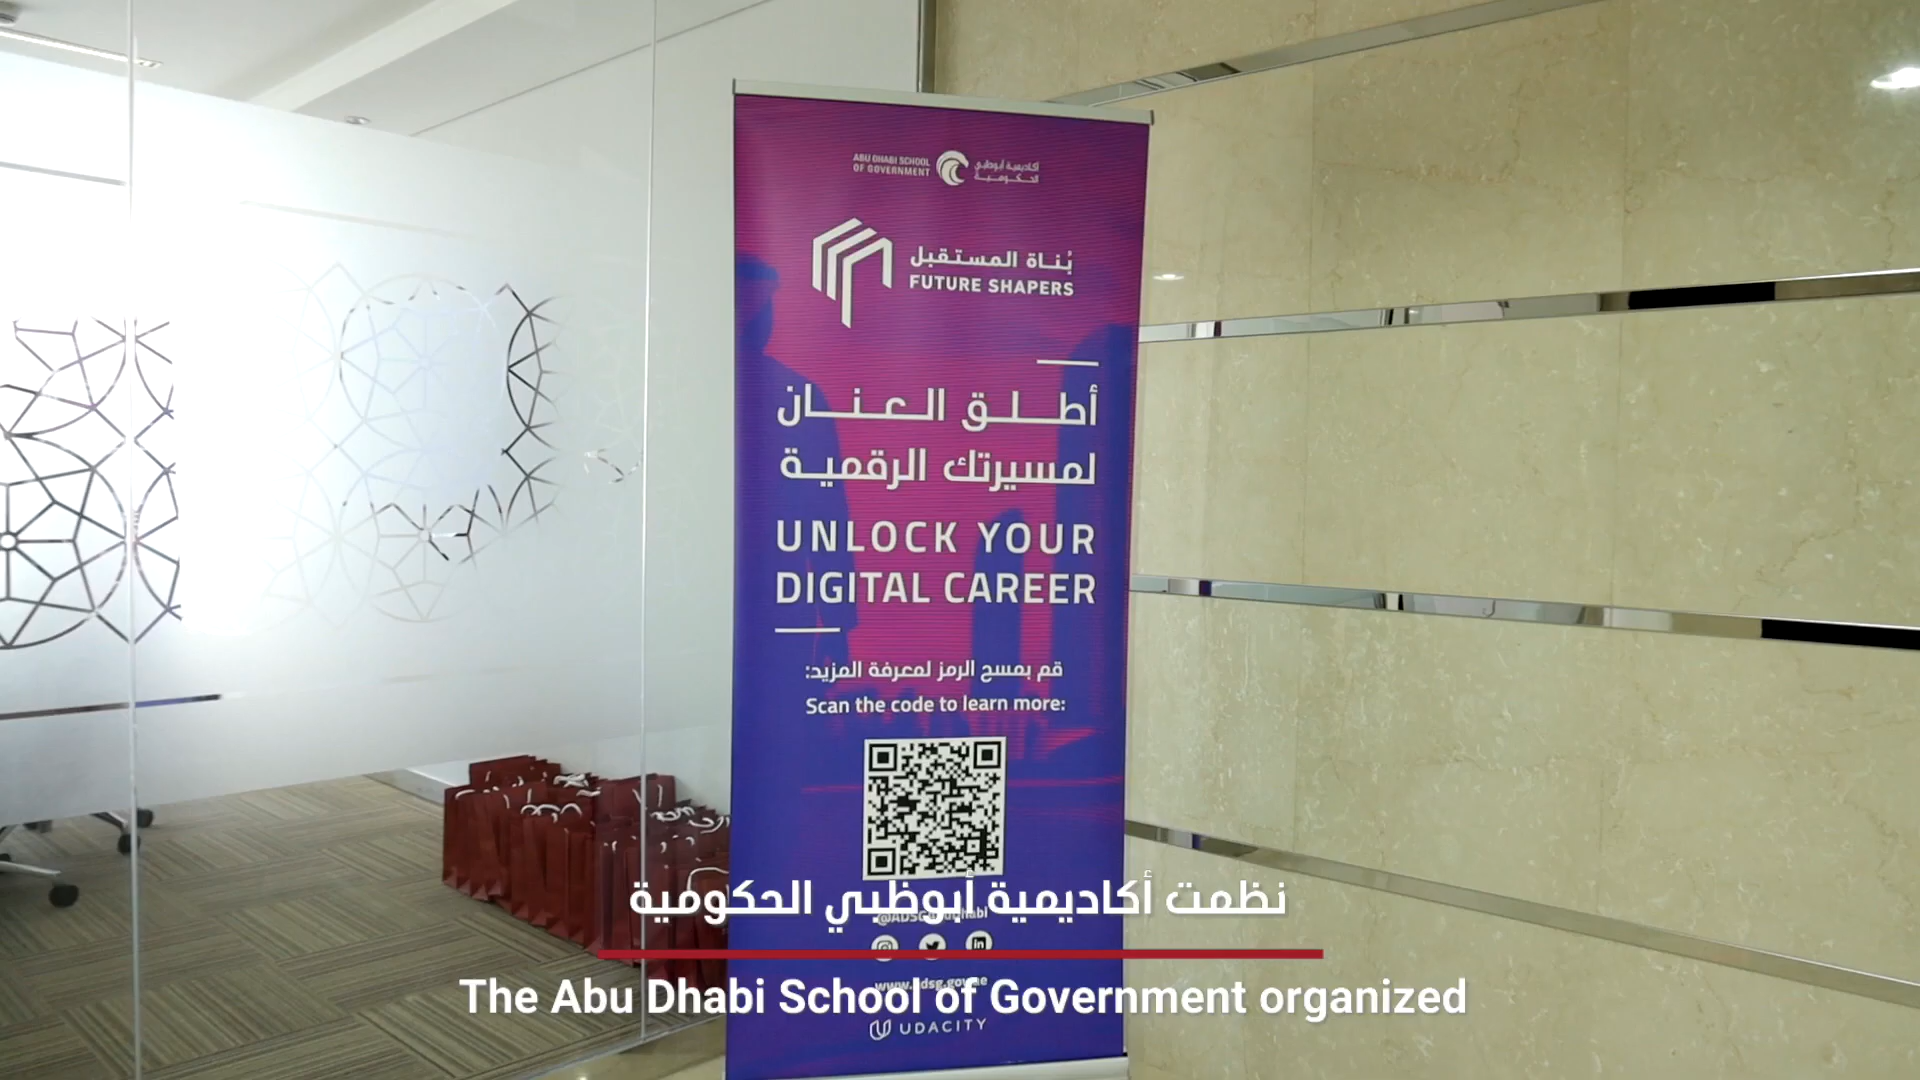 ABU DHABI SCHOOL
OF GOVERNMENT
أكاديمية أبوظبي
الحكومية
بُناة المستقبل
FUTURE SHAPERS
أطلق العنان
لمسيرتك الرقمية
UNLOCK YOUR
DIGITAL CAREER
قم بمسح الرمز لمعرفة المزيد:
Scan the code to learn more:
نظمت أكاديمية أبوظبي الحكومية
in
The Abu Dhabi School of Government organized
UDACITY